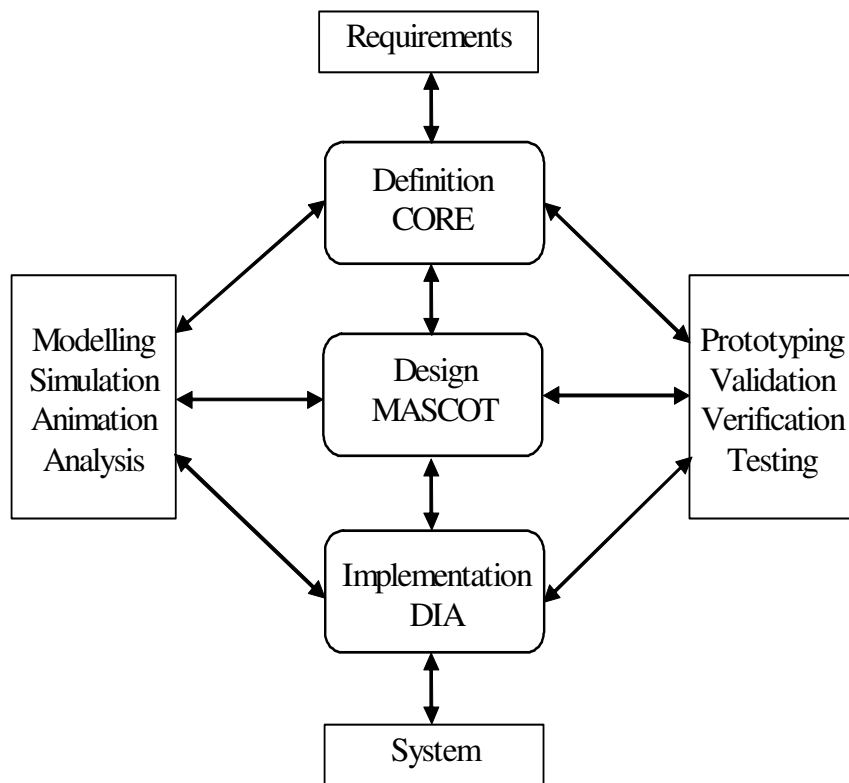 Requirements
Definition
CORE
Modelling
Simulation
Animation
Analysis
Design
MASCOT
Prototyping
Validation
Verification
Testing
Implementation
DIA
System